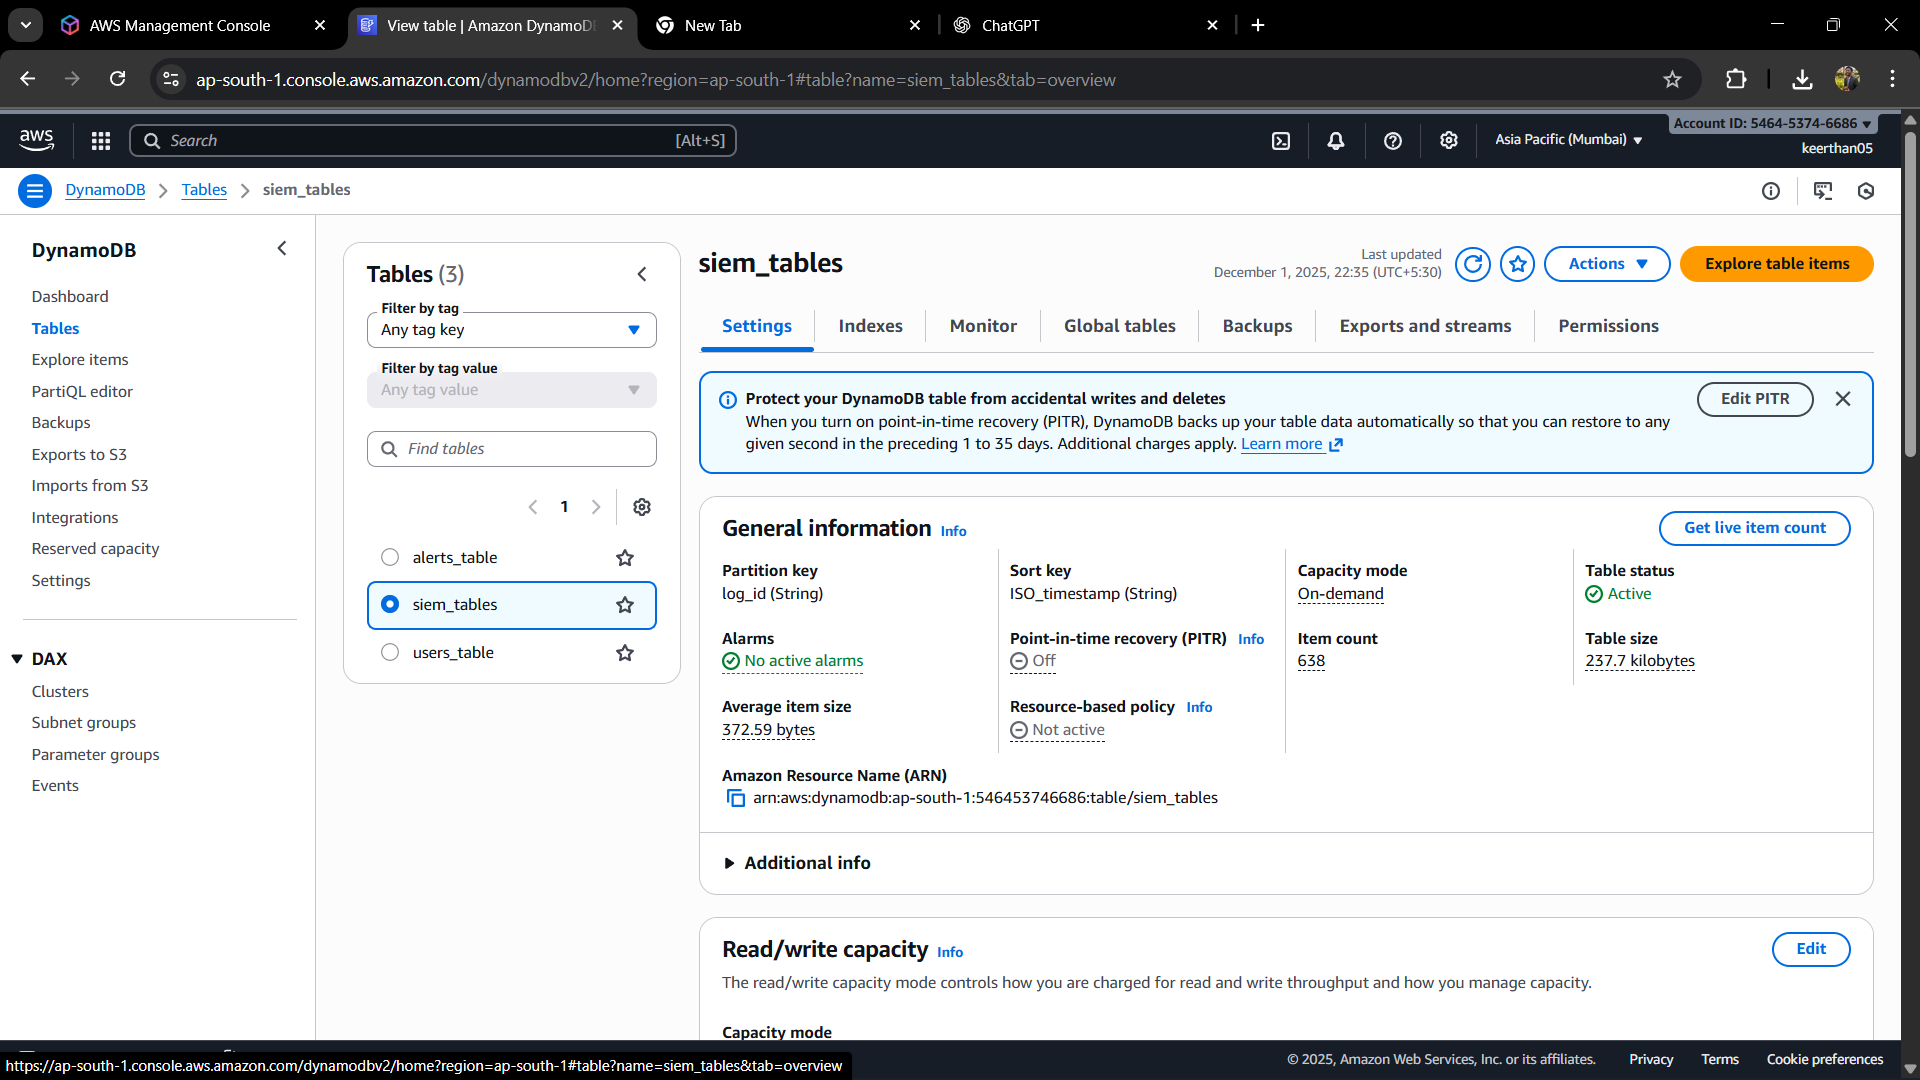 AWS Management Console
View table | Amazon DynamoD
New Tab
ChatGPT
ap-south-1.console.aws.amazon.com/dynamodbv2/home?region=ap-south-1#table?name=siem_tables&tab=overview
aws
Search
[Alt+S]
Asia Pacific (Mumbai)
Account ID: 5464-5374-6686
keerthan05
DynamoDB
Tables
siem_tables
DynamoDB
Dashboard
Tables
Explore items
PartiQL editor
Backups
Exports to S3
Imports from S3
Integrations
Reserved capacity
Settings
DAX
Clusters
Subnet groups
Parameter groups
Events
Tables (3)
Filter by tag
Any tag key
Filter by tag value
Any tag value
Find tables
1
alerts_table
siem_tables
users_table
siem_tables
Last updated
December 1, 2025, 22:35 (UTC+5:30)
Actions
Explore table items
Settings
Indexes
Monitor
Global tables
Backups
Exports and streams
Permissions
Protect your DynamoDB table from accidental writes and deletes
When you turn on point-in-time recovery (PITR), DynamoDB backs up your table data automatically so that you can restore to any
given second in the preceding 1 to 35 days. Additional charges apply. Learn more
Edit PITR
General information Info
Get live item count
Partition key
log_id (String)
Sort key
ISO_timestamp (String)
Capacity mode
On-demand
Table status
Active
Alarms
No active alarms
Point-in-time recovery (PITR) Info
Off
Item count
638
Table size
237.7 kilobytes
Average item size
372.59 bytes
Resource-based policy Info
Not active
Amazon Resource Name (ARN)
arn:aws:dynamodb:ap-south-1:546453746686:table/siem_tables
Additional info
Read/write capacity Info
Edit
The read/write capacity mode controls how you are charged for read and write throughput and how you manage capacity.
Capacity mode
https://ap-south-1.console.aws.amazon.com/dynamodbv2/home?region=ap-south-1#table?name=siem_tables&tab=overview
© 2025, Amazon Web Services, Inc. or its affiliates.
Privacy
Terms
Cookie preferences